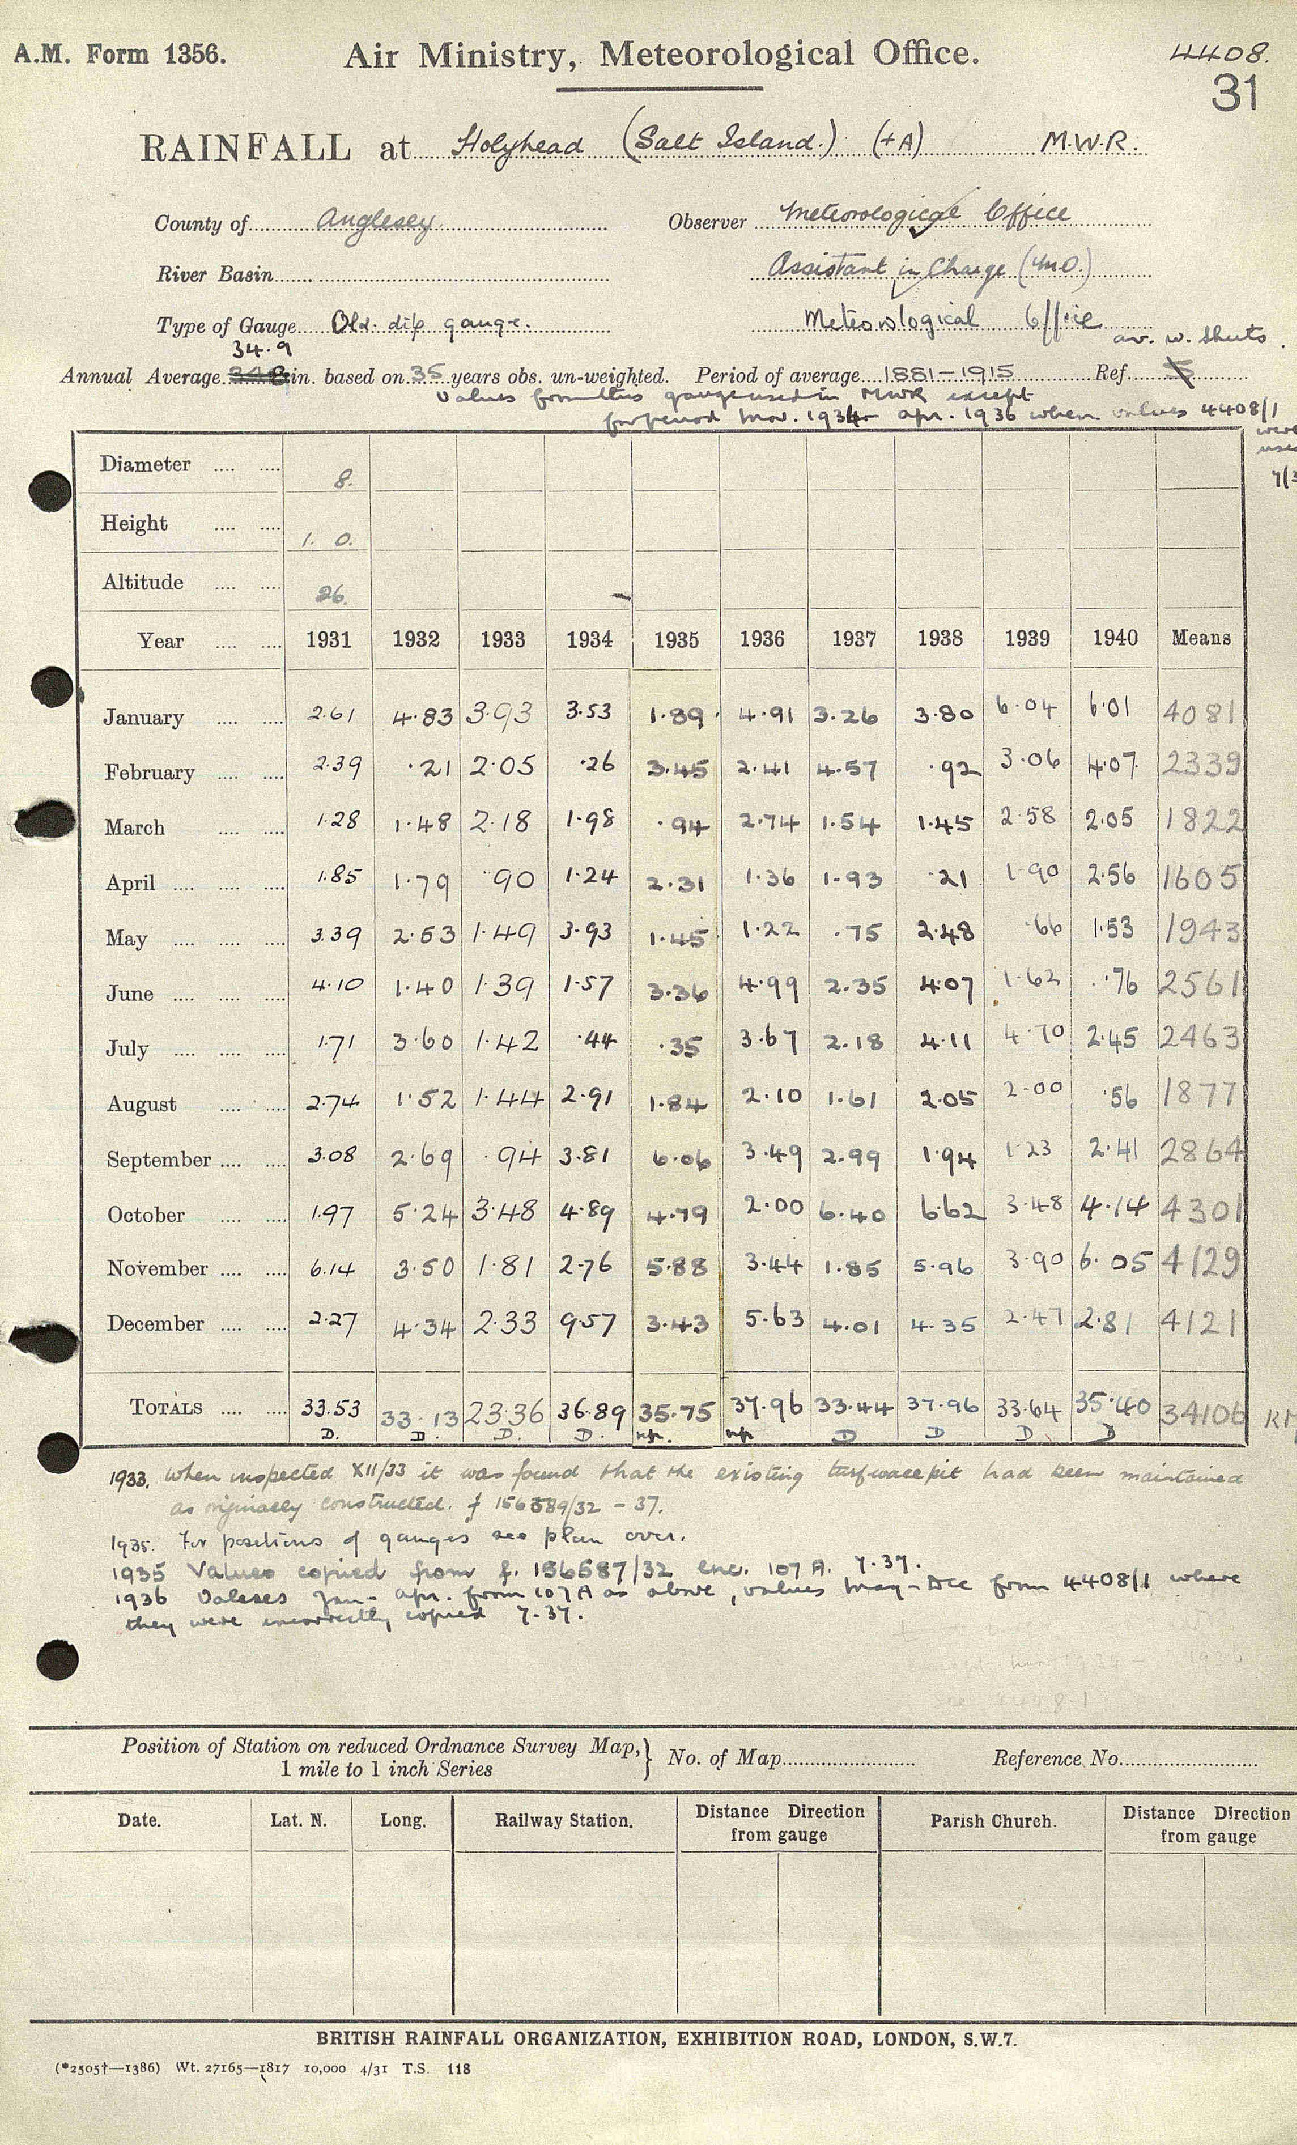 A.M. Form 1356.
Air Ministry, Meteorological Office.
4408.
31
RAINFALL at Holyhead (Salt Island.) (+A) M.W.R.
County of Anglesey.
Observer Meteorological Office
River Basin
Assistant in Charge
Type of Gauge Old. dip gauge.
Meteorological Office
34.9
av. w. Sheets.
Annual Average in. based on 35 years obs. un-weighted. Period of average 1881-1915 Ref.
Values from this gauge used in MWR except
for period Nov. 1934 - apr. 1936 when values 4408/1
were
used
Diameter 8.
Height 1. 0.
Altitude 26.
Year 1931 1932 1933 1934 1935 1936 1937 1938 1939 1940 Means
January 2.61 4.83 3.93 3.53 1.89 4.91 3.26 3.80 6.04 6.01 4081
February 2.39 .21 2.05 .26 3.45 2.41 4.57 .92 3.06 4.07 2339
March 1.28 1.48 2.18 1.98 .94 2.74 1.54 1.45 2.58 2.05 1822
April 1.85 1.79 .90 1.24 2.31 1.36 1.93 .21 1.90 2.56 1605
May 3.39 2.53 1.49 3.93 1.45 1.22 .75 2.48 .66 1.53 1943
June 4.10 1.40 1.39 1.57 3.36 4.99 2.35 4.07 1.62 .76 2561
July 1.71 3.60 1.42 .44 .35 3.67 2.18 4.11 4.70 2.45 2463
August 2.74 1.52 1.44 2.91 1.84 2.10 1.61 2.05 2.00 .56 1877
September 3.08 2.69 .94 3.81 6.06 3.49 2.99 1.94 1.23 2.41 2864
October 1.97 5.24 3.48 4.89 4.79 2.00 6.40 6.62 3.48 4.14 4301
November 6.14 3.50 1.81 2.76 5.88 3.44 1.85 5.96 3.90 6.05 4129
December 2.27 4.34 2.33 9.57 3.43 5.63 4.01 4.35 2.47 2.81 4121
TOTALS 33.53 33.13 23.36 36.89 35.75 37.96 33.44 37.96 33.64 35.40 34106
D. D. D. D. D D D D
1933. When inspected XII/33 it was found that the existing turf wall pit had been maintained
as originally constructed. f 156589/32 - 37.
1935. For positions of gauges see plan over.
1935 Values copied from f. 156587/32 enc. 107A. 7.37.
1936 Values Jan - apr. from 107A as above, values May - Dec from 4408/1 where
they were incorrectly copied 7.37.
Position of Station on reduced Ordnance Survey Map, } No. of Map Reference No.
1 mile to 1 inch Series
Date. Lat. N. Long. Railway Station. Distance Direction from gauge Parish Church. Distance Direction from gauge
BRITISH RAINFALL ORGANIZATION, EXHIBITION ROAD, LONDON, S.W.7.
(*2505†—1386) Wt. 27165—1817 10,000 4/31 T.S. 118